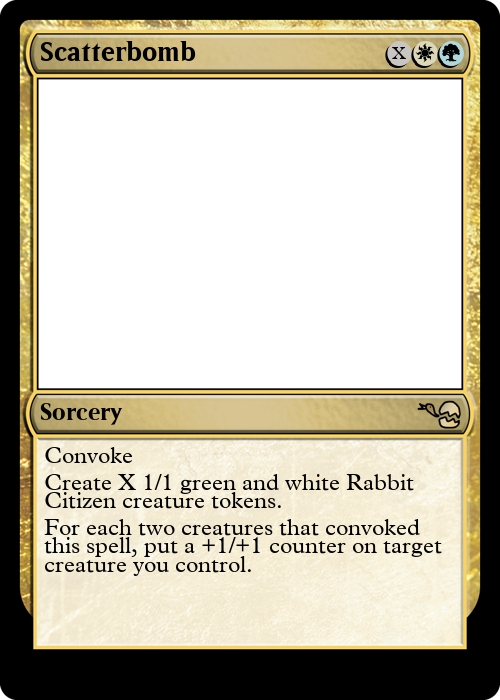 Scatterbomb X
Sorcery
Convoke
Create X 1/1 green and white Rabbit
Citizen creature tokens.
For each two creatures that convoked
this spell, put a +1/+1 counter on target
creature you control.